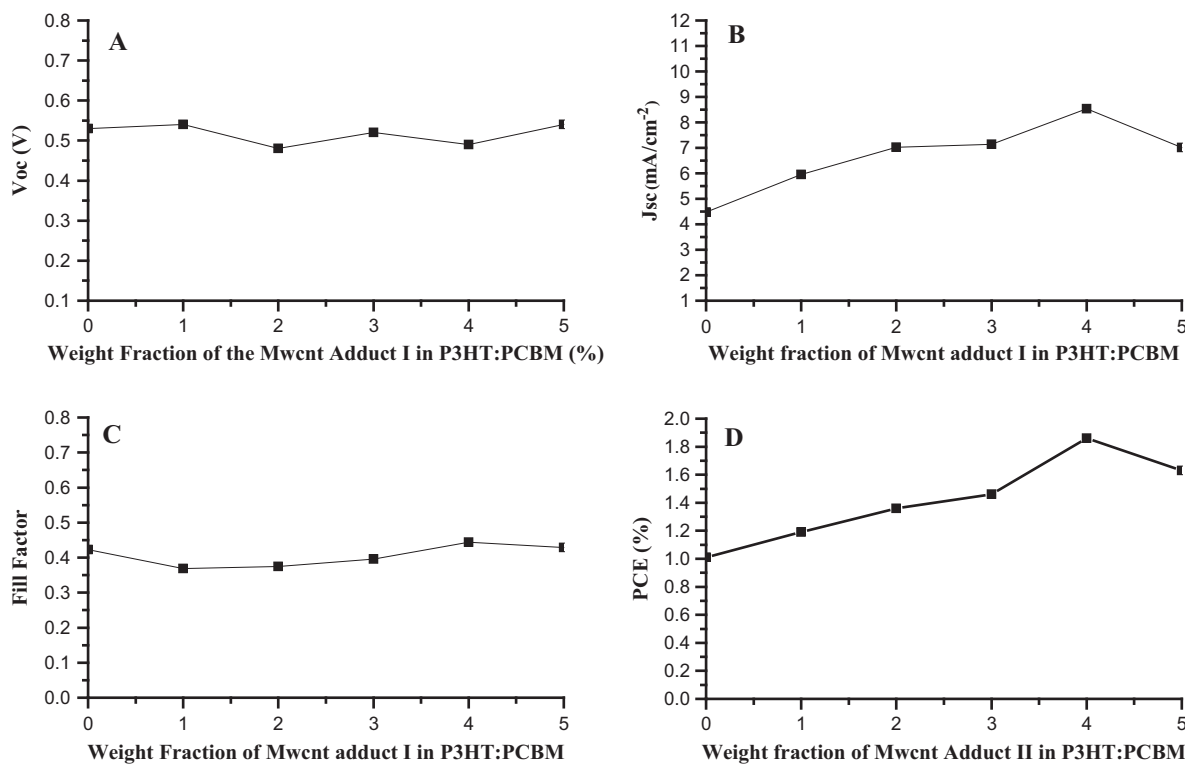 A
Voc (V)
0.8
0.7
0.6
0.5
0.4
0.3
0.2
0.1
0 1 2 3 4 5
Weight Fraction of the Mwcnt Adduct I in P3HT:PCBM (%)
B
Jsc(mA/cm⁻²)
12
11
10
9
8
7
6
5
4
3
2
1
0 1 2 3 4 5
Weight fraction of Mwcnt adduct I in P3HT:PCBM
C
Fill Factor
0.8
0.7
0.6
0.5
0.4
0.3
0.2
0.1
0.0
0 1 2 3 4 5
Weight Fraction of Mwcnt adduct I in P3HT:PCBM
D
PCE (%)
2.0
1.8
1.6
1.4
1.2
1.0
0.8
0.6
0.4
0.2
0.0
0 1 2 3 4 5
Weight fraction of Mwcnt Adduct II in P3HT:PCBM